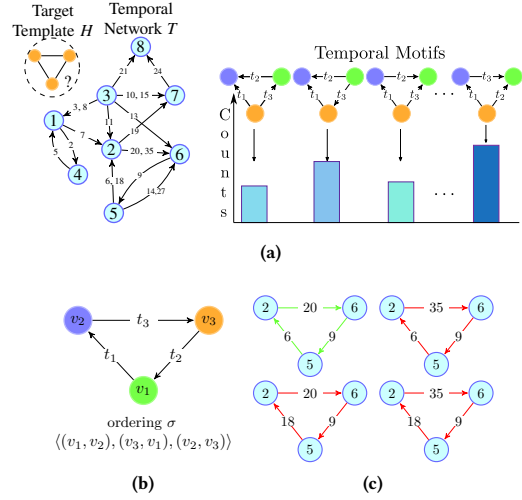 Target
Template H
?
Temporal
Network T
8
21
24
3
10, 15
7
3, 8
13
11
1
7
19
2
20, 35
6
5
2
4
6, 18
9
14,27
5
Temporal Motifs
t₂
t₂
t₂
t₃
t₁
t₃
t₁
t₃
t₁
t₃
t₁
t₂
· · ·
Counts
· · ·
(a)
v₂
t₃
v₃
t₁
t₂
v₁
ordering σ
⟨(v₁, v₂), (v₃, v₁), (v₂, v₃)⟩
(b)
2
20
6
6
9
5
2
35
6
6
9
5
2
20
6
18
9
5
2
35
6
18
9
5
(c)